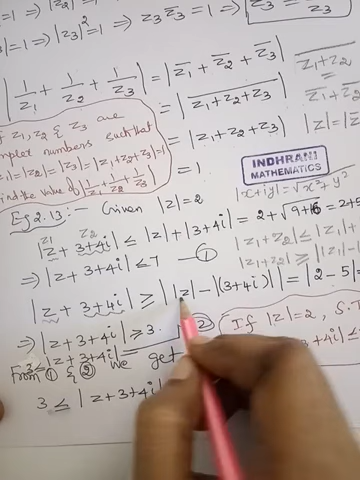 |z₃|² = 1 ⇒ z₃ z̄₃ = 1 ⇒
|1/z₁ + 1/z₂ + 1/z₃| = |z̄₁ + z̄₂ + z̄₃|
z₁+z₂
=
z̄₁+z̄₂
z₁, z₂ & z₃ are
such that
|z₂|=|z₃|=|z₁+z₂+z₃|=1
find the value of |1/z₁+1/z₂+1/z₃|
= |z₁+z₂+z₃|
= |z₁+z₂+z₃|
|z|=|z̄
= 1.
INDHRANI
MATHEMATICS
Eg 2.13:- Given |z|=2
|x+iy|=√x²+y²
z₁ z₂
|z+3+4i| ≤ |z|+|3+4i| = 2+√9+16 = 2+5
⇒ |z+3+4i| ≤ 7 —①
|z₁+z₂| ≤ |z₁|+
|z₁+z₂| ≥ ||z₁|
|z+3+4i| ≥ ||z|-|(3+4i)|| = |2-5|
⇒ |z+3+4i| ≥ 3. ②
If |z|=2, S.T
3 ≤ |z+3+4i| ≤
From ① & ② we get
3 ≤ |z+3+4i|